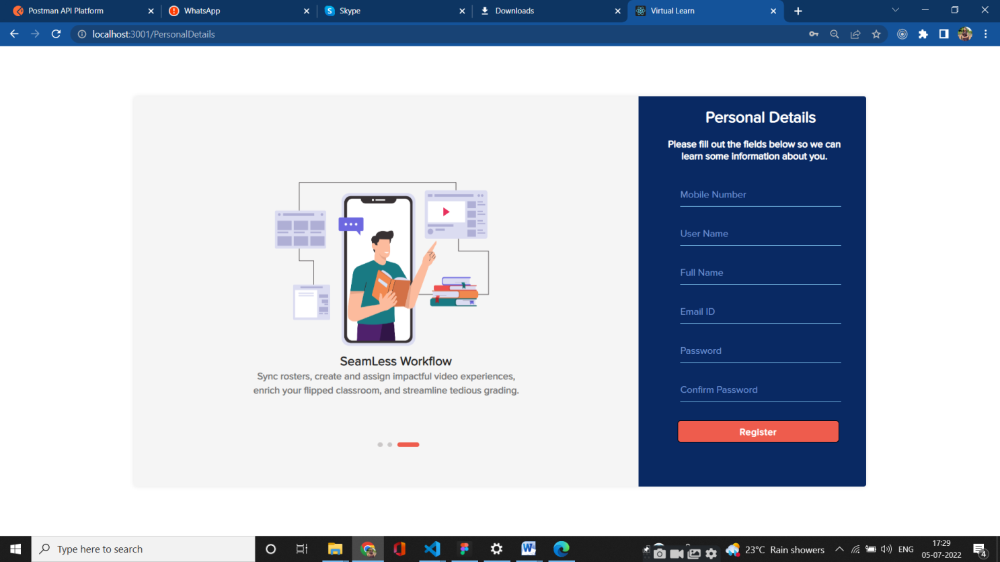 Postman API Platform
WhatsApp
Skype
Downloads
Virtual Learn
localhost:3001/PersonalDetails
SeamLess Workflow
Sync rosters, create and assign impactful video experiences,
enrich your flipped classroom, and streamline tedious grading.
Personal Details
Please fill out the fields below so we can
learn some information about you.
Mobile Number
User Name
Full Name
Email ID
Password
Confirm Password
Register
Type here to search
23°C Rain showers
ENG
17:29
05-07-2022
4